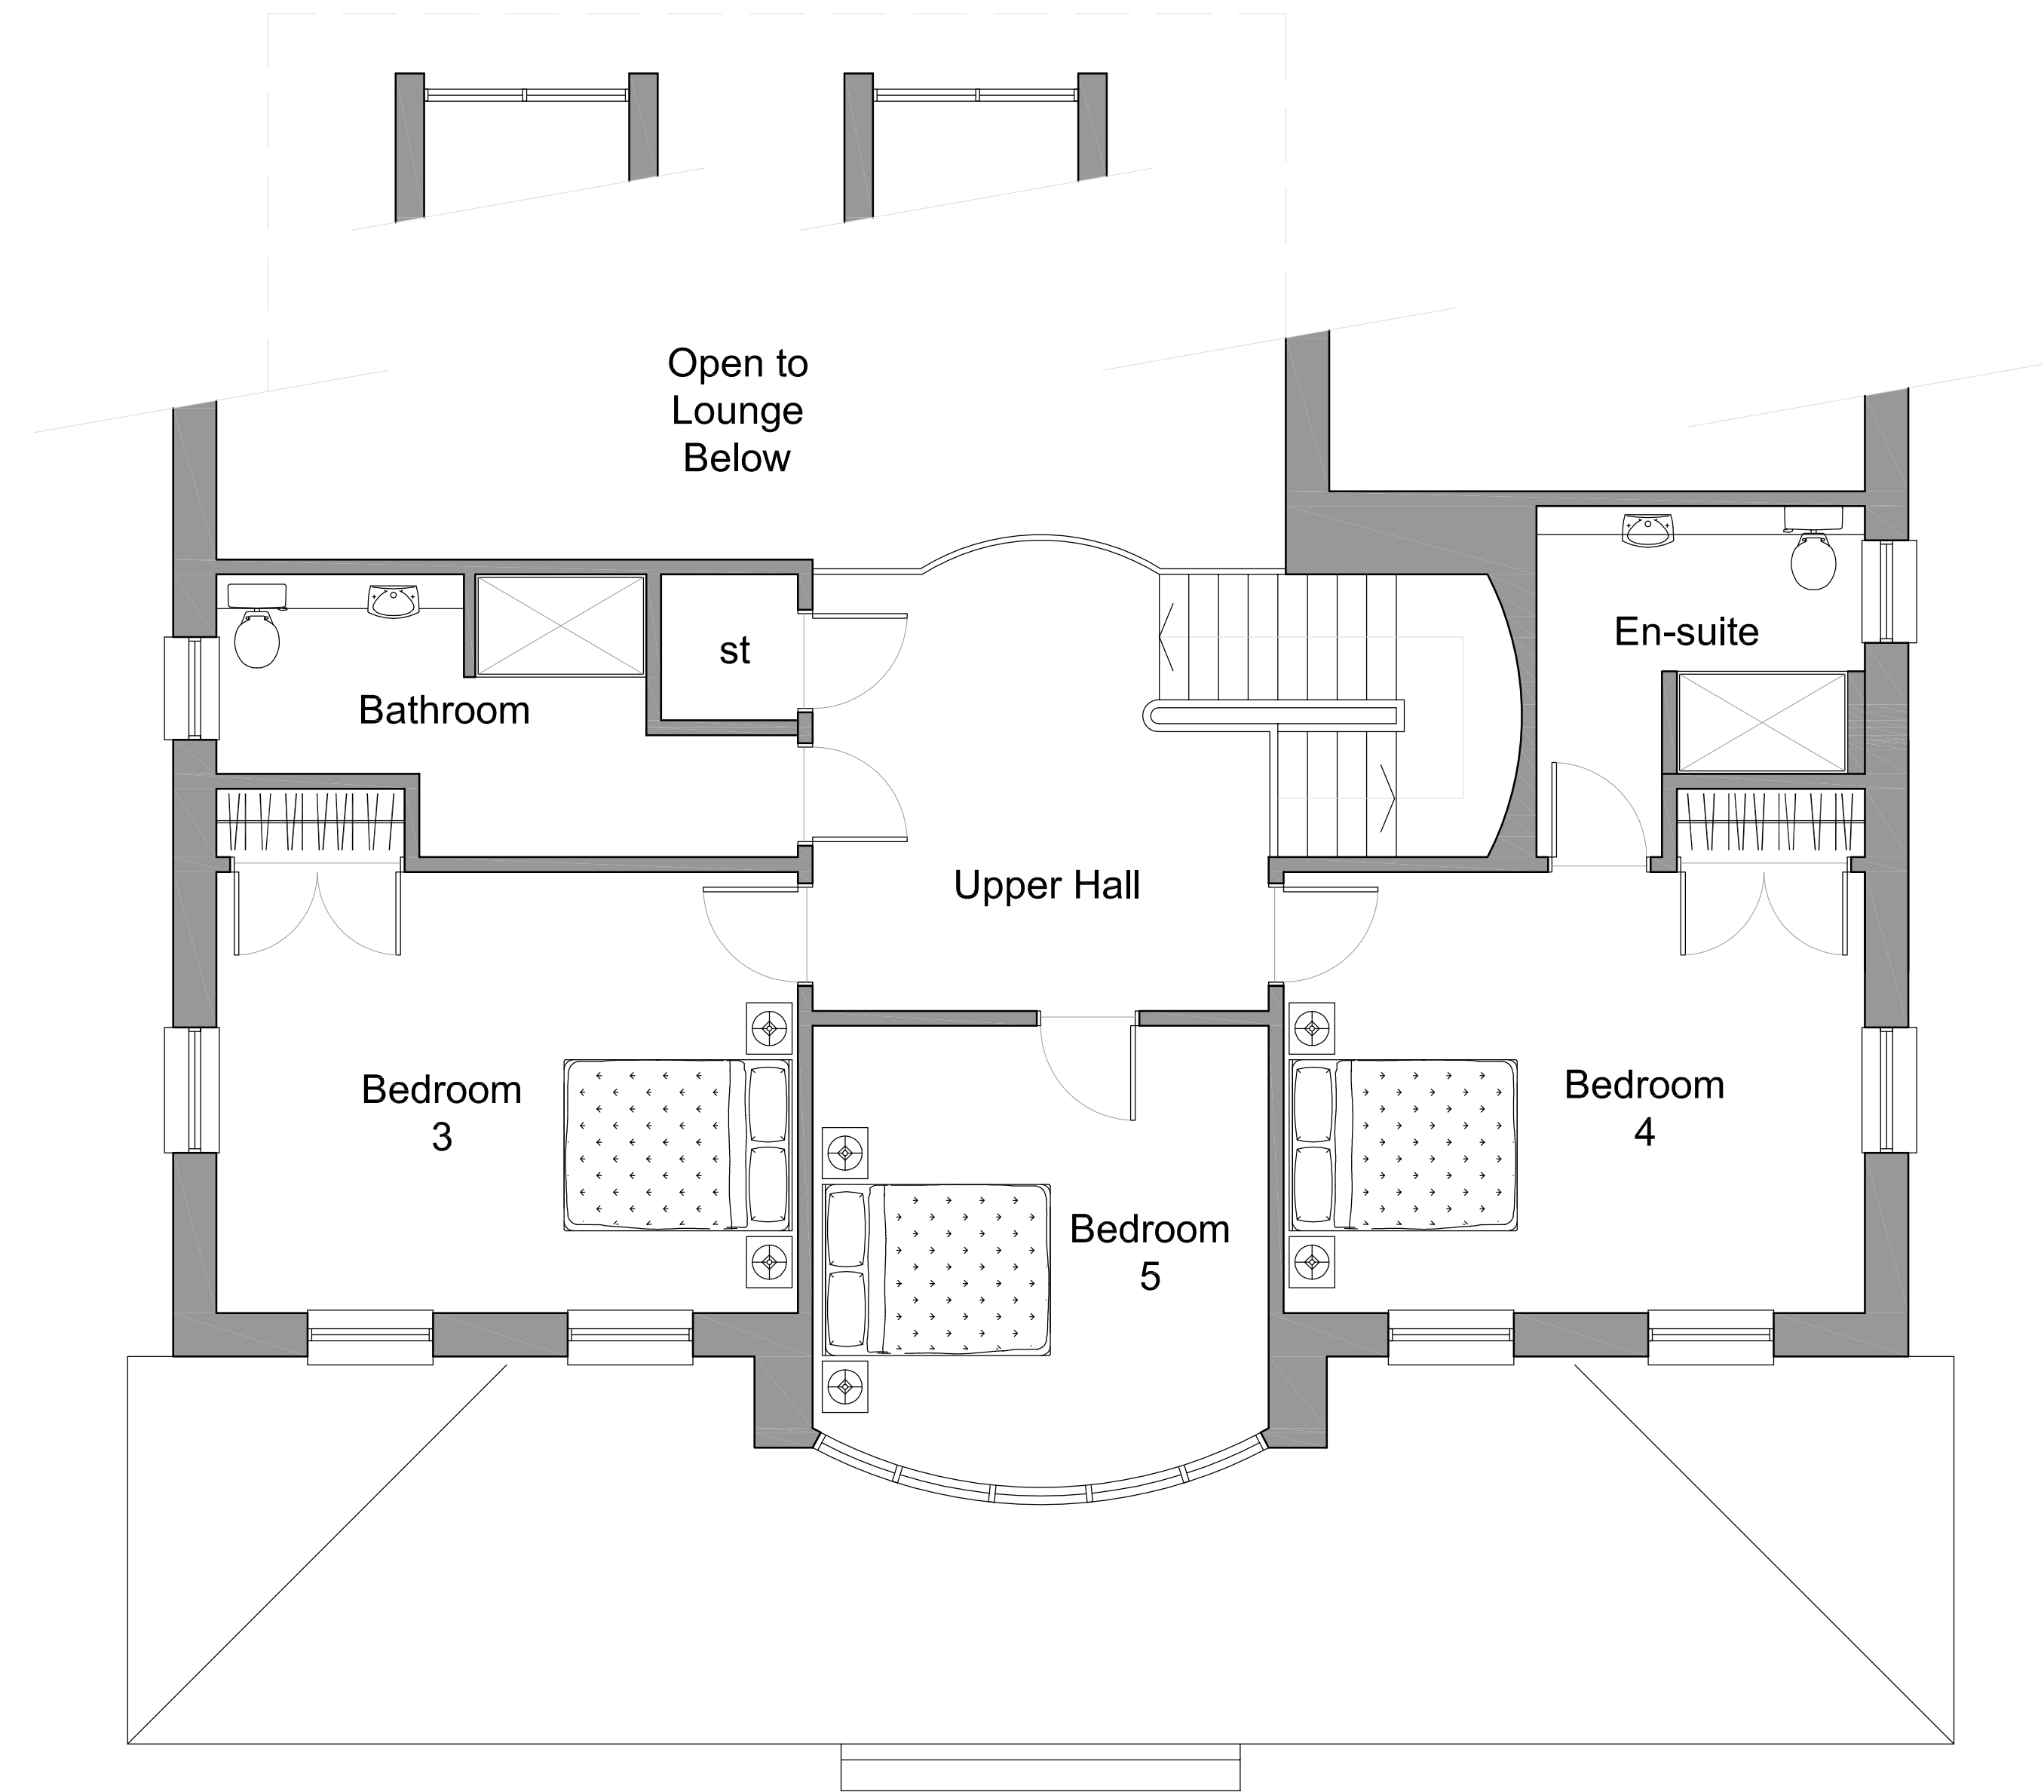 Open to
Lounge
Below
st
En-suite
Bathroom
Upper Hall
Bedroom
3
Bedroom
4
Bedroom
5